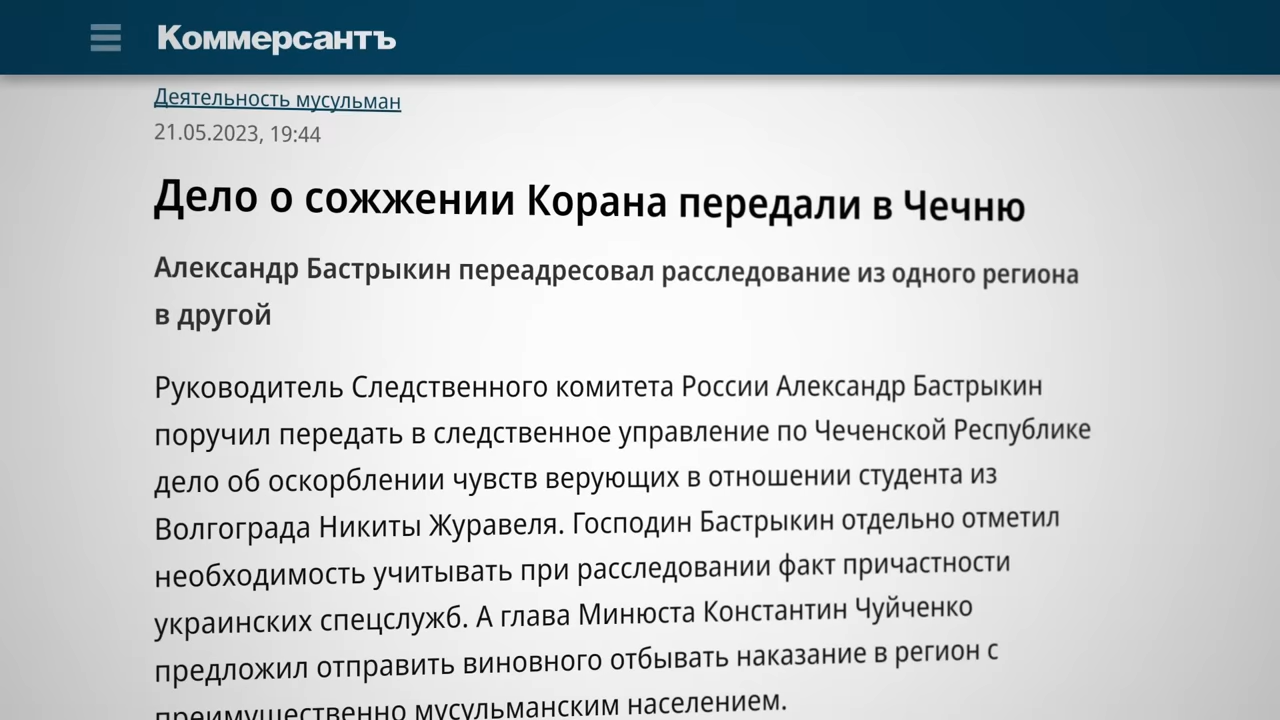 Коммерсантъ
Деятельность мусульман
21.05.2023, 19:44
Дело о сожжении Корана передали в Чечню
Александр Бастрыкин переадресовал расследование из одного региона
в другой
Руководитель Следственного комитета России Александр Бастрыкин
поручил передать в следственное управление по Чеченской Республике
дело об оскорблении чувств верующих в отношении студента из
Волгограда Никиты Журавеля. Господин Бастрыкин отдельно отметил
необходимость учитывать при расследовании факт причастности
украинских спецслужб. А глава Минюста Константин Чуйченко
предложил отправить виновного отбывать наказание в регион с
преимущественно мусульманским населением.